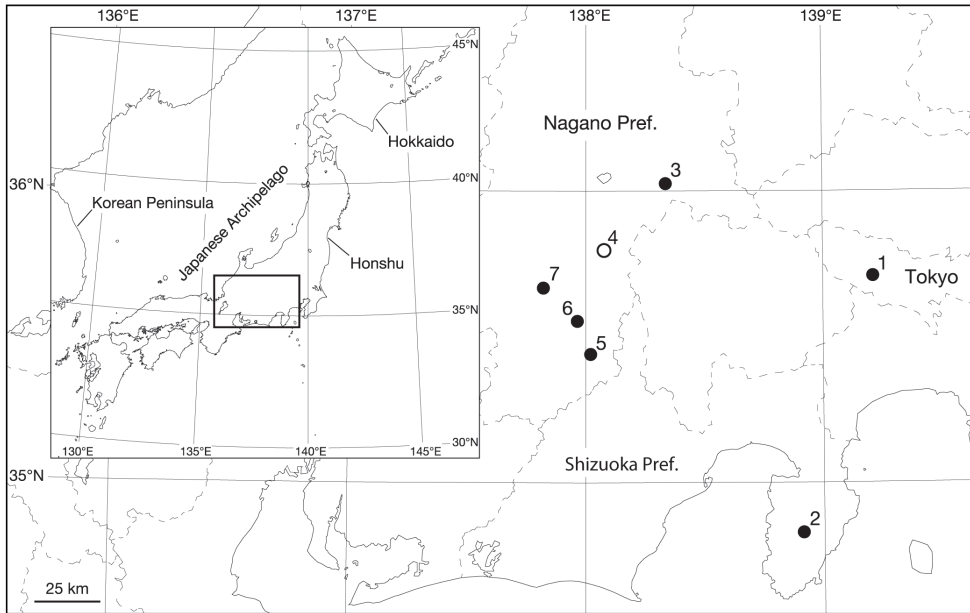 136°E
137°E
138°E
139°E
45°N
Hokkaido
Nagano Pref.
3
36°N
40°N
Korean Peninsula
Japanese Archipelago
Honshu
4
1
Tokyo
7
6
35°N
5
30°N
130°E
135°E
140°E
145°E
Shizuoka Pref.
35°N
2
25 km